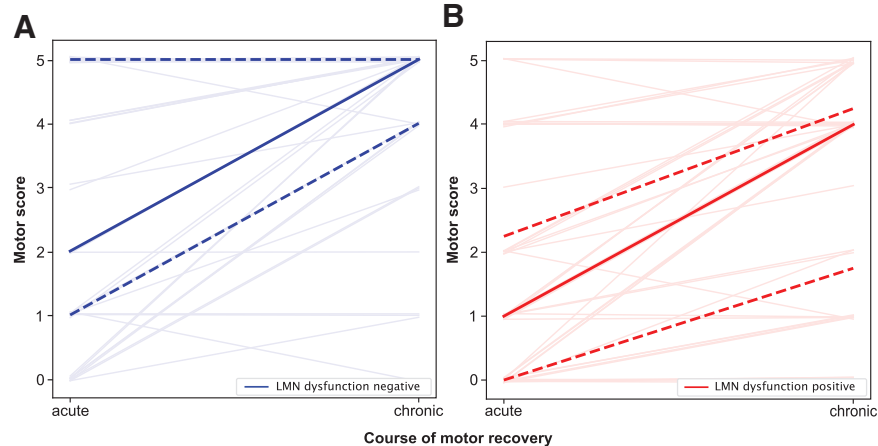 A
B
5
4
3
2
1
0
Motor score
acute
chronic
LMN dysfunction negative
5
4
3
2
1
0
Motor score
acute
chronic
LMN dysfunction positive
Course of motor recovery